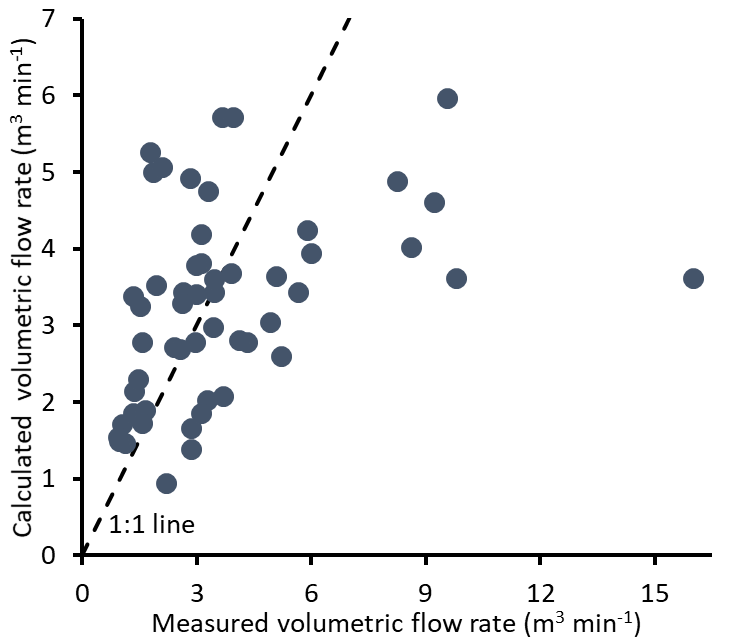 Calculated volumetric flow rate (m³ min⁻¹)
7
6
5
4
3
2
1
0
1:1 line
0 3 6 9 12 15
Measured volumetric flow rate (m³ min⁻¹)